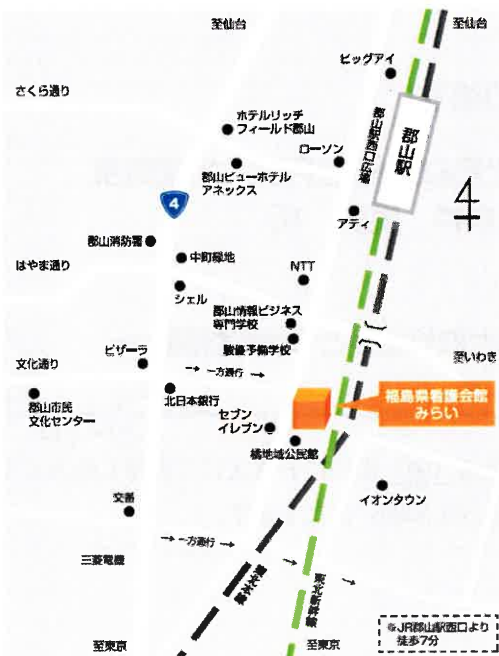 至仙台
至仙台
ビッグアイ
さくら通り
ホテルリッチ
フィールド郡山
郡山駅西口広場
郡山駅
ローソン
郡山ビューホテル
アネックス
4
アティ
郡山消防署
中町緑地
はやま通り
NTT
シェル
郡山情報ビジネス
専門学校
駿優予備学校
ピザーラ
文化通り
至いわき
→ 一方通行 →
郡山市民
文化センター
北日本銀行
福島県看護会館
みらい
セブン
イレブン
橘地域公民館
イオンタウン
交番
→ 一方通行 →
三菱電機
東北新幹線
至東京
至東京
※JR郡山駅西口より
徒歩7分